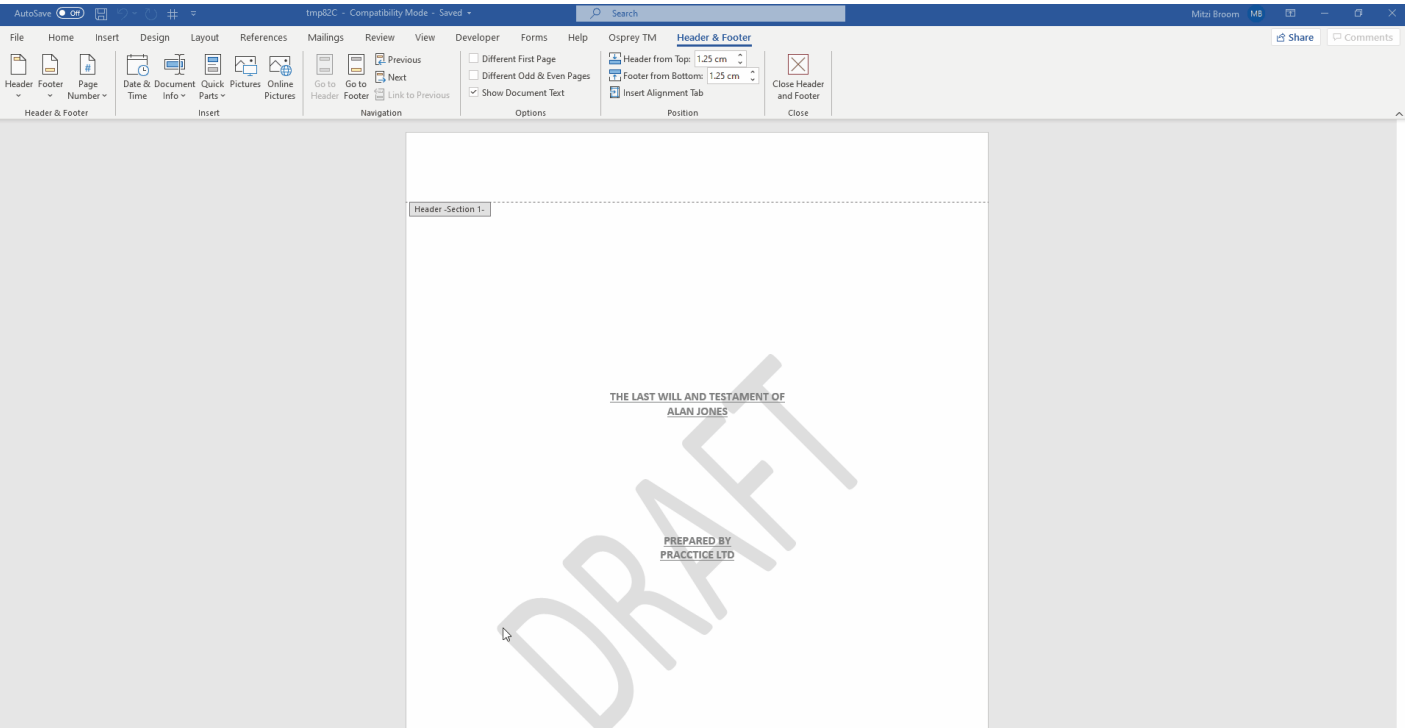 AutoSave Off tmp82C - Compatibility Mode - Saved Search Mitzi Broom MB
File Home Insert Design Layout References Mailings Review View Developer Forms Help Osprey TM Header & Footer Share Comments
Header
Footer
Page Number
Header & Footer
Date & Time
Document Info
Quick Parts
Pictures
Online Pictures
Insert
Go to Header
Go to Footer
Previous
Next
Link to Previous
Navigation
Different First Page
Different Odd & Even Pages
Show Document Text
Options
Header from Top: 1.25 cm
Footer from Bottom: 1.25 cm
Insert Alignment Tab
Position
Close Header and Footer
Close
Header -Section 1-
THE LAST WILL AND TESTAMENT OF
ALAN JONES
PREPARED BY
PRACCTICE LTD
DRAFT